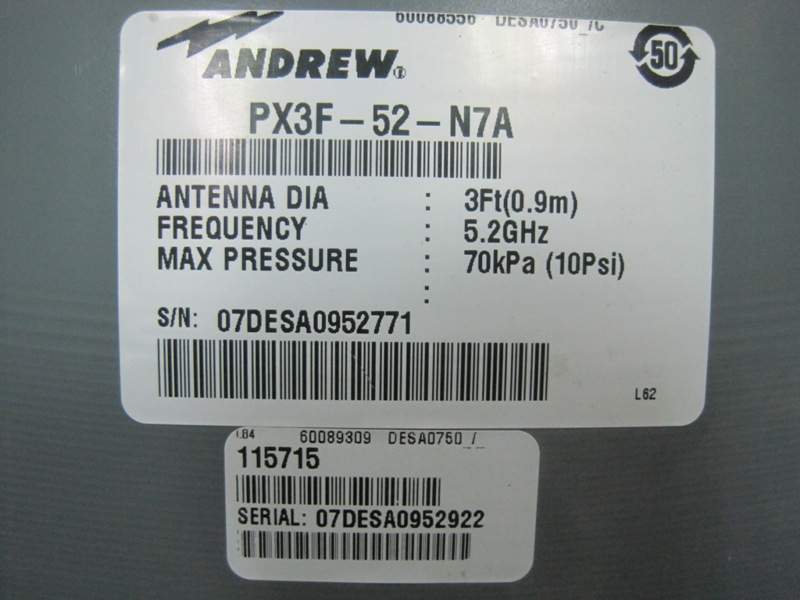 60088556 DESA0750 /C
ANDREW®
50
PX3F-52-N7A
ANTENNA DIA : 3Ft(0.9m)
FREQUENCY : 5.2GHz
MAX PRESSURE : 70kPa (10Psi)
:
S/N: 07DESA0952771
L62
LB4 60089309 DESA0750 /
115715
SERIAL: 07DESA0952922